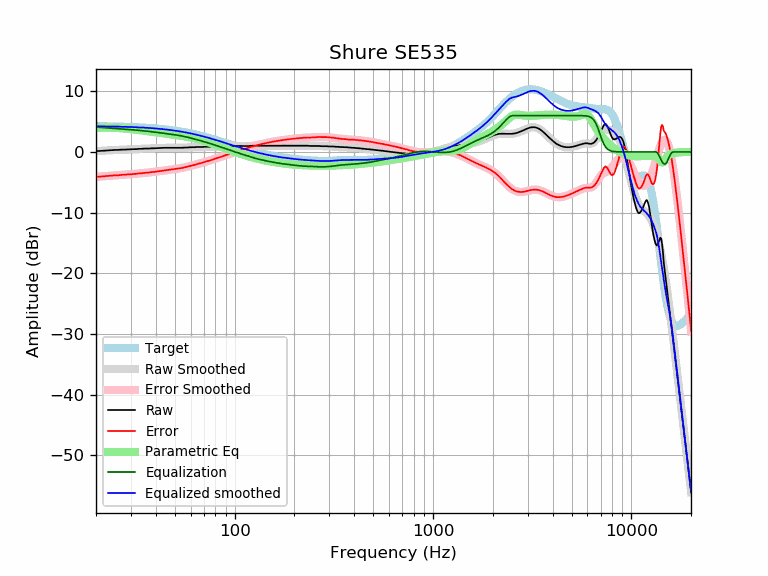 Shure SE535
Amplitude (dBr)
10
0
−10
−20
−30
−40
−50
Target
Raw Smoothed
Error Smoothed
Raw
Error
Parametric Eq
Equalization
Equalized smoothed
100 1000 10000
Frequency (Hz)